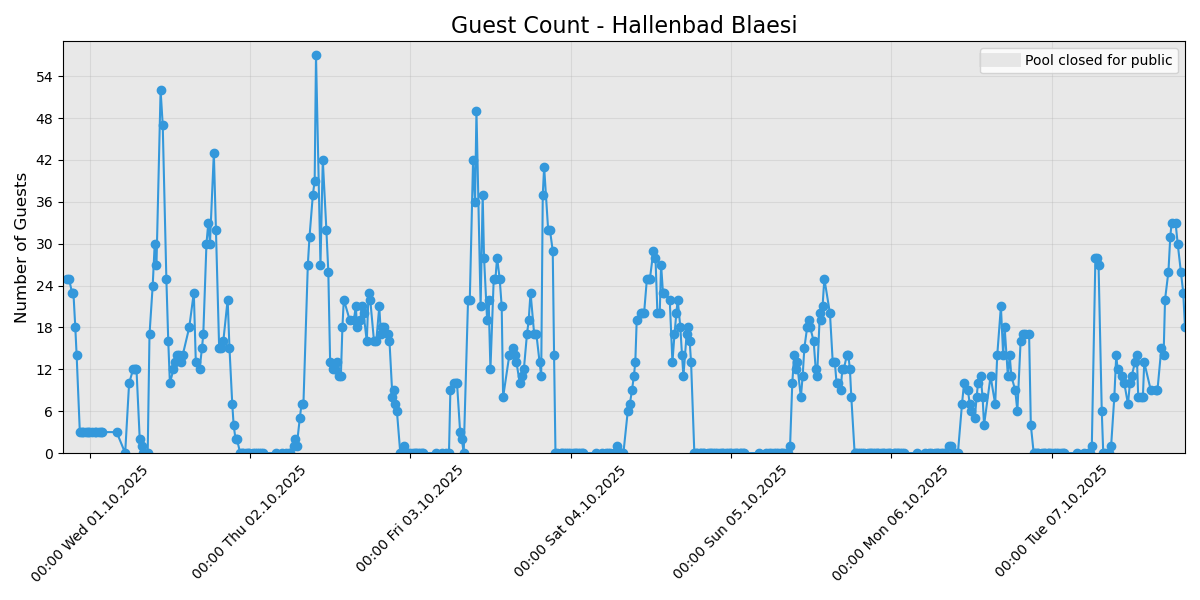 Guest Count - Hallenbad Blaesi
Pool closed for public
Number of Guests
54
48
42
36
30
24
18
12
6
0
00:00 Wed 01.10.2025
00:00 Thu 02.10.2025
00:00 Fri 03.10.2025
00:00 Sat 04.10.2025
00:00 Sun 05.10.2025
00:00 Mon 06.10.2025
00:00 Tue 07.10.2025